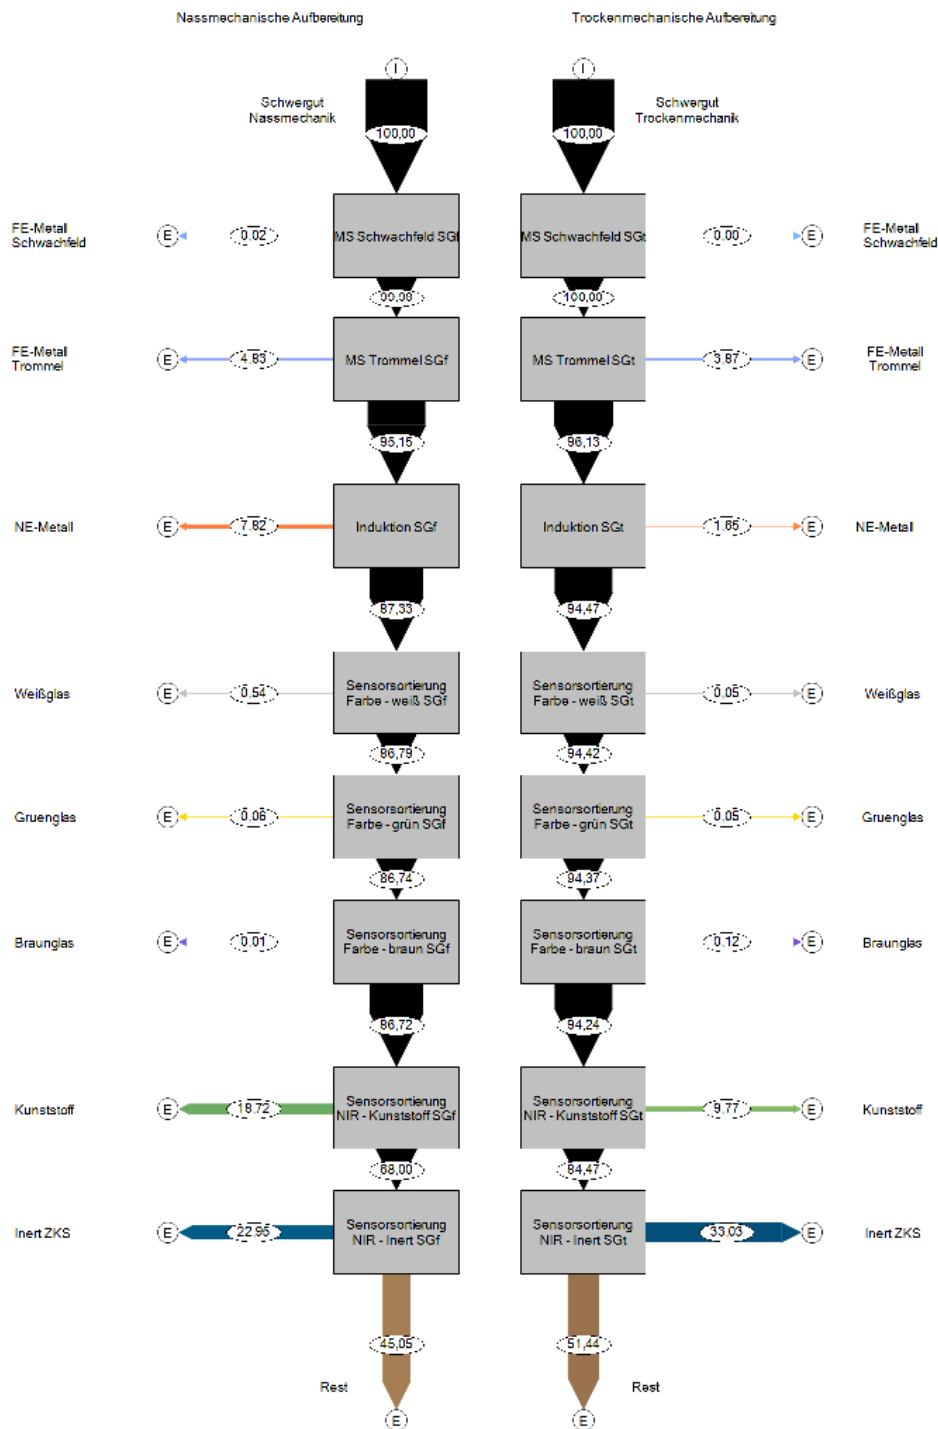 Nassmechanische Aufbereitung
Trockenmechanische Aufbereitung
I
I
Schwergut
Nassmechanik
Schwergut
Trockenmechanik
100,00
100,00
FE-Metall
Schwachfeld
E
0,02
MS Schwachfeld SGf
MS Schwachfeld SGt
0,00
E
FE-Metall
Schwachfeld
99,98
100,00
FE-Metall
Trommel
E
4,83
MS Trommel SGf
MS Trommel SGt
3,87
E
FE-Metall
Trommel
95,15
96,13
NE-Metall
E
7,82
Induktion SGf
Induktion SGt
1,65
E
NE-Metall
87,33
94,47
Weißglas
E
0,54
Sensorsortierung
Farbe - weiß SGf
Sensorsortierung
Farbe - weiß SGt
0,05
E
Weißglas
86,79
94,42
Gruenglas
E
0,06
Sensorsortierung
Farbe - grün SGf
Sensorsortierung
Farbe - grün SGt
0,05
E
Gruenglas
86,74
94,37
Braunglas
E
0,01
Sensorsortierung
Farbe - braun SGf
Sensorsortierung
Farbe - braun SGt
0,12
E
Braunglas
86,72
94,24
Kunststoff
E
18,72
Sensorsortierung
NIR - Kunststoff SGf
Sensorsortierung
NIR - Kunststoff SGt
9,77
E
Kunststoff
68,00
84,47
Inert ZKS
E
22,95
Sensorsortierung
NIR - Inert SGf
Sensorsortierung
NIR - Inert SGt
33,03
E
Inert ZKS
45,05
51,44
Rest
Rest
E
E